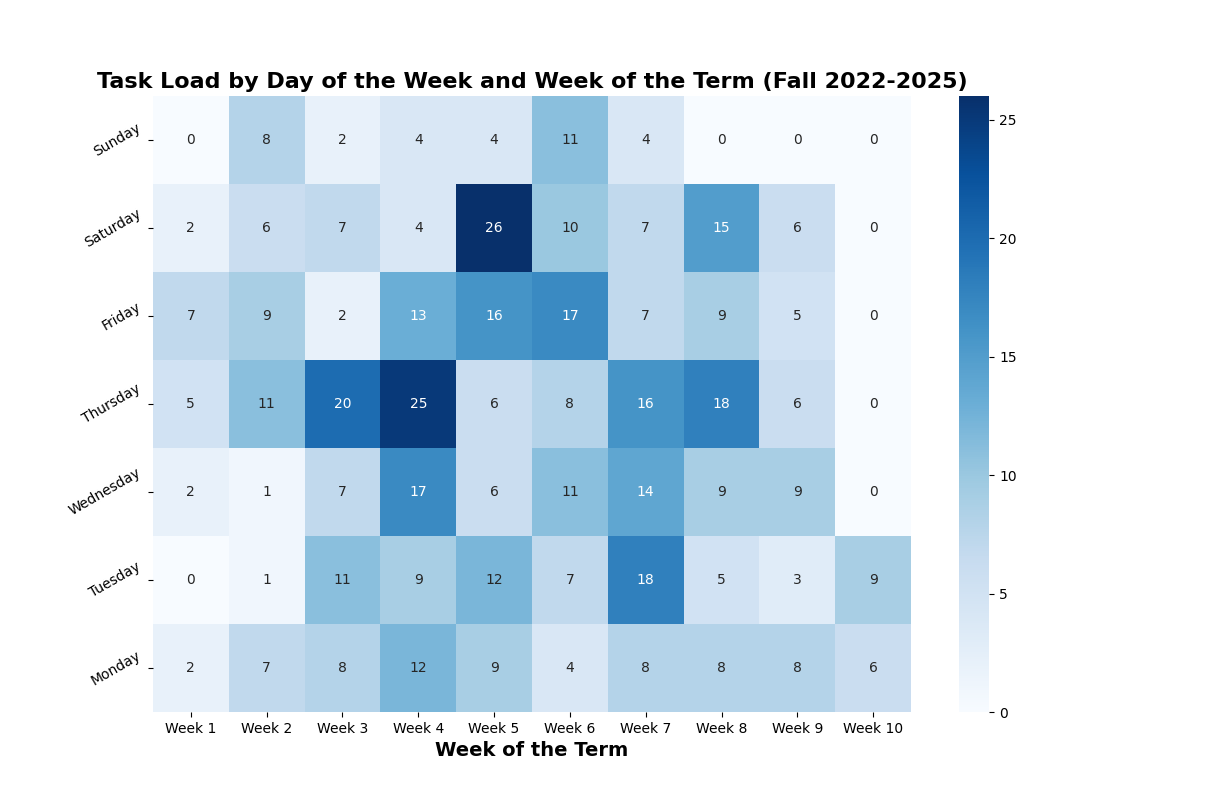 Task Load by Day of the Week and Week of the Term (Fall 2022-2025)
Sunday 0 8 2 4 4 11 4 0 0 0
Saturday 2 6 7 4 26 10 7 15 6 0
Friday 7 9 2 13 16 17 7 9 5 0
Thursday 5 11 20 25 6 8 16 18 6 0
Wednesday 2 1 7 17 6 11 14 9 9 0
Tuesday 0 1 11 9 12 7 18 5 3 9
Monday 2 7 8 12 9 4 8 8 8 6
Week 1 Week 2 Week 3 Week 4 Week 5 Week 6 Week 7 Week 8 Week 9 Week 10
Week of the Term
25
20
15
10
5
0